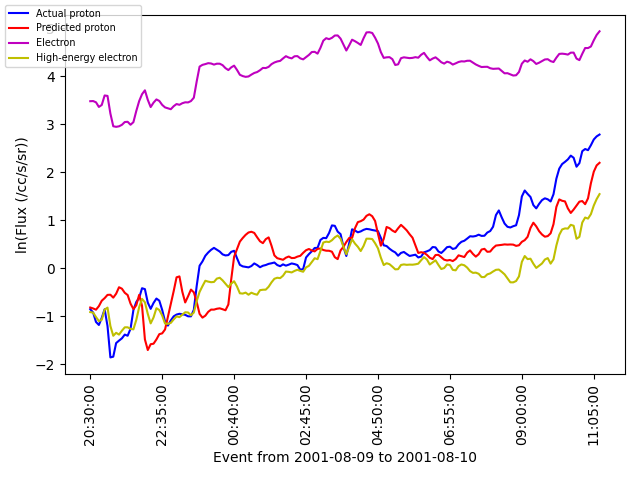 Actual proton
Predicted proton
Electron
High-energy electron
ln(Flux (/cc/s/sr))
4
3
2
1
0
−1
−2
20:30:00
22:35:00
00:40:00
02:45:00
04:50:00
06:55:00
09:00:00
11:05:00
Event from 2001-08-09 to 2001-08-10